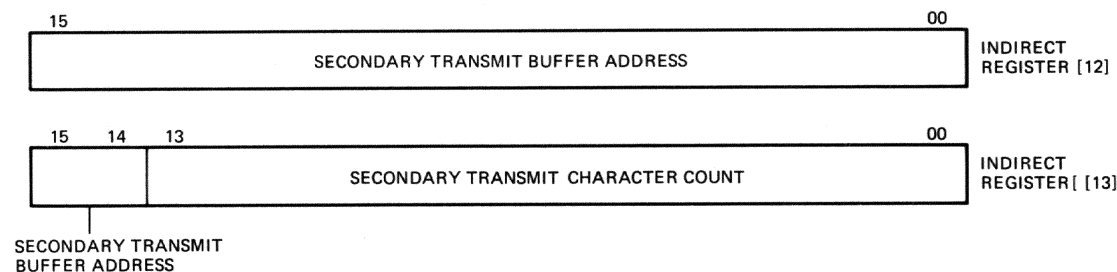 15 00
SECONDARY TRANSMIT BUFFER ADDRESS
INDIRECT
REGISTER [12]
15 14 13 00
SECONDARY TRANSMIT CHARACTER COUNT
INDIRECT
REGISTER[ [13]
SECONDARY TRANSMIT
BUFFER ADDRESS